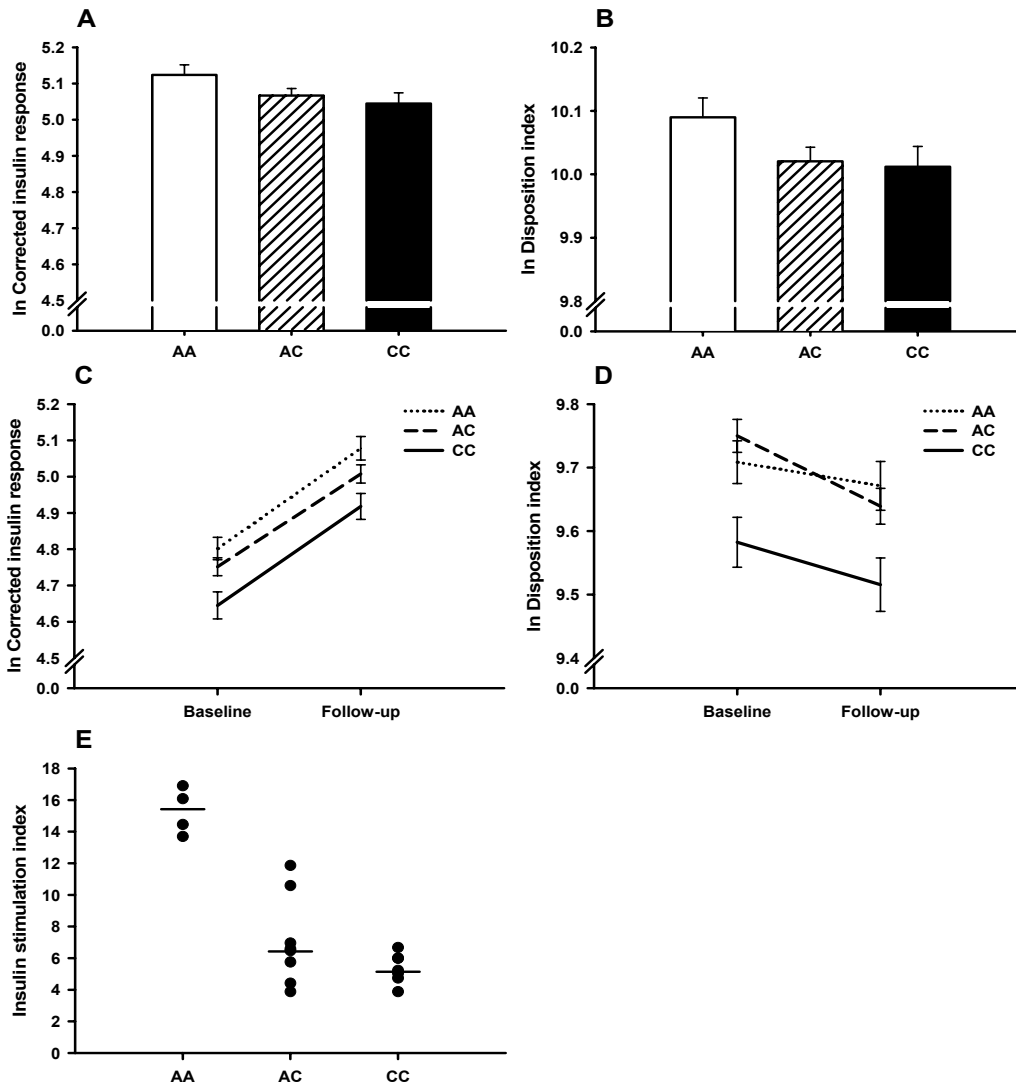 A
ln Corrected insulin response
5.2
5.1
5.0
4.9
4.8
4.7
4.6
4.5
0.0
AA AC CC
B
ln Disposition index
10.2
10.1
10.0
9.9
9.8
0.0
AA AC CC
C
ln Corrected insulin response
5.2
5.1
5.0
4.9
4.8
4.7
4.6
4.5
0.0
AA
AC
CC
Baseline Follow-up
D
ln Disposition index
9.8
9.7
9.6
9.5
9.4
0.0
AA
AC
CC
Baseline Follow-up
E
Insulin stimulation index
18
16
14
12
10
8
6
4
2
0
AA AC CC